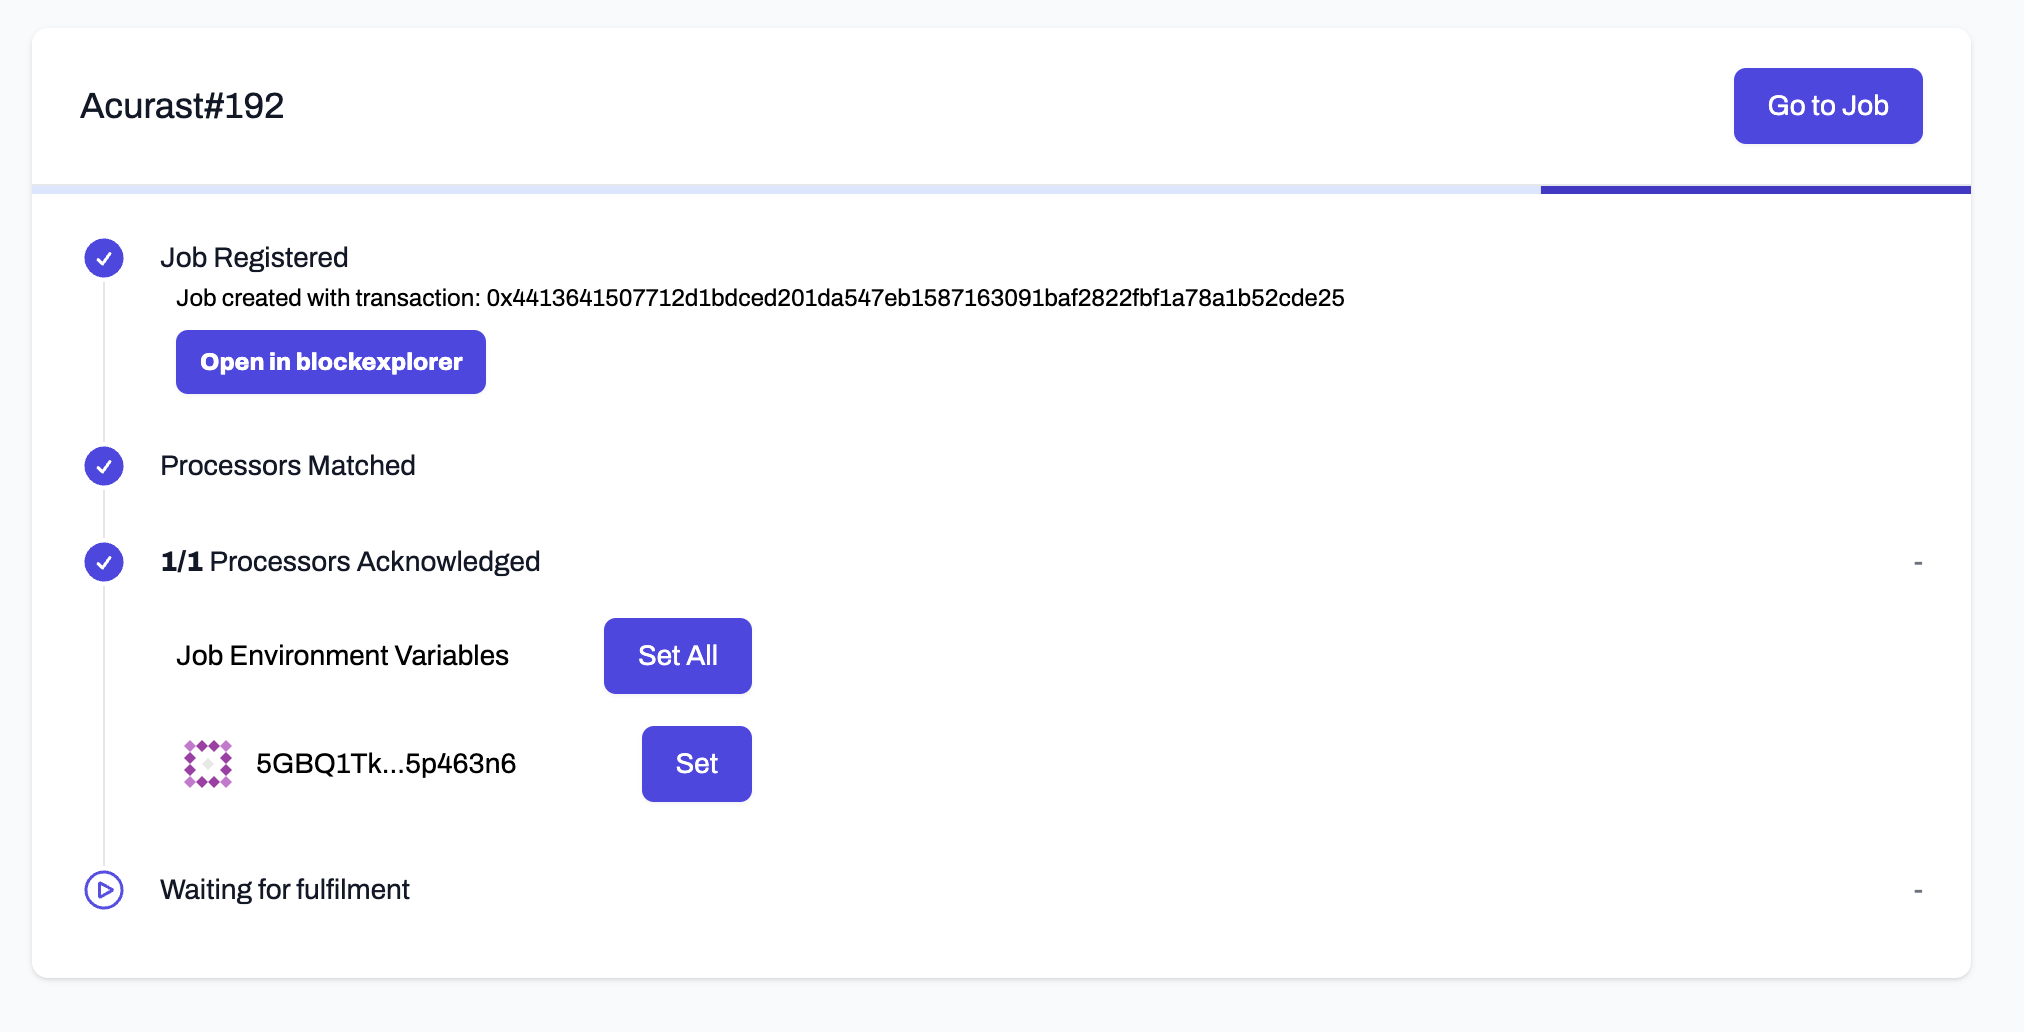 Acurast#192
Go to Job
Job Registered
Job created with transaction: 0x4413641507712d1bdced201da547eb1587163091baf2822fbf1a78a1b52cde25
Open in blockexplorer
Processors Matched
1/1 Processors Acknowledged
-
Job Environment Variables
Set All
5GBQ1Tk...5p463n6
Set
Waiting for fulfilment
-